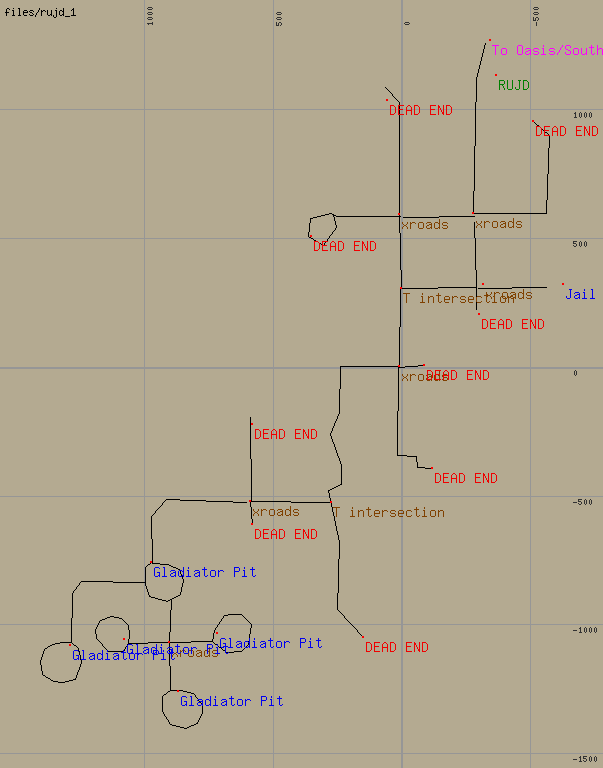 files/rujd_1
1000
500
0
-500
To Oasis/South
RUJD
DEAD END
1000
DEAD END
xroads
xroads
500
DEAD END
T intersection
xroads
Jail
DEAD END
0
xroads
DEAD END
DEAD END
DEAD END
-500
xroads
T intersection
DEAD END
Gladiator Pit
-1000
Gladiator Pit
Gladiator Pit
Gladiator Pit
xroads
DEAD END
Gladiator Pit
-1500